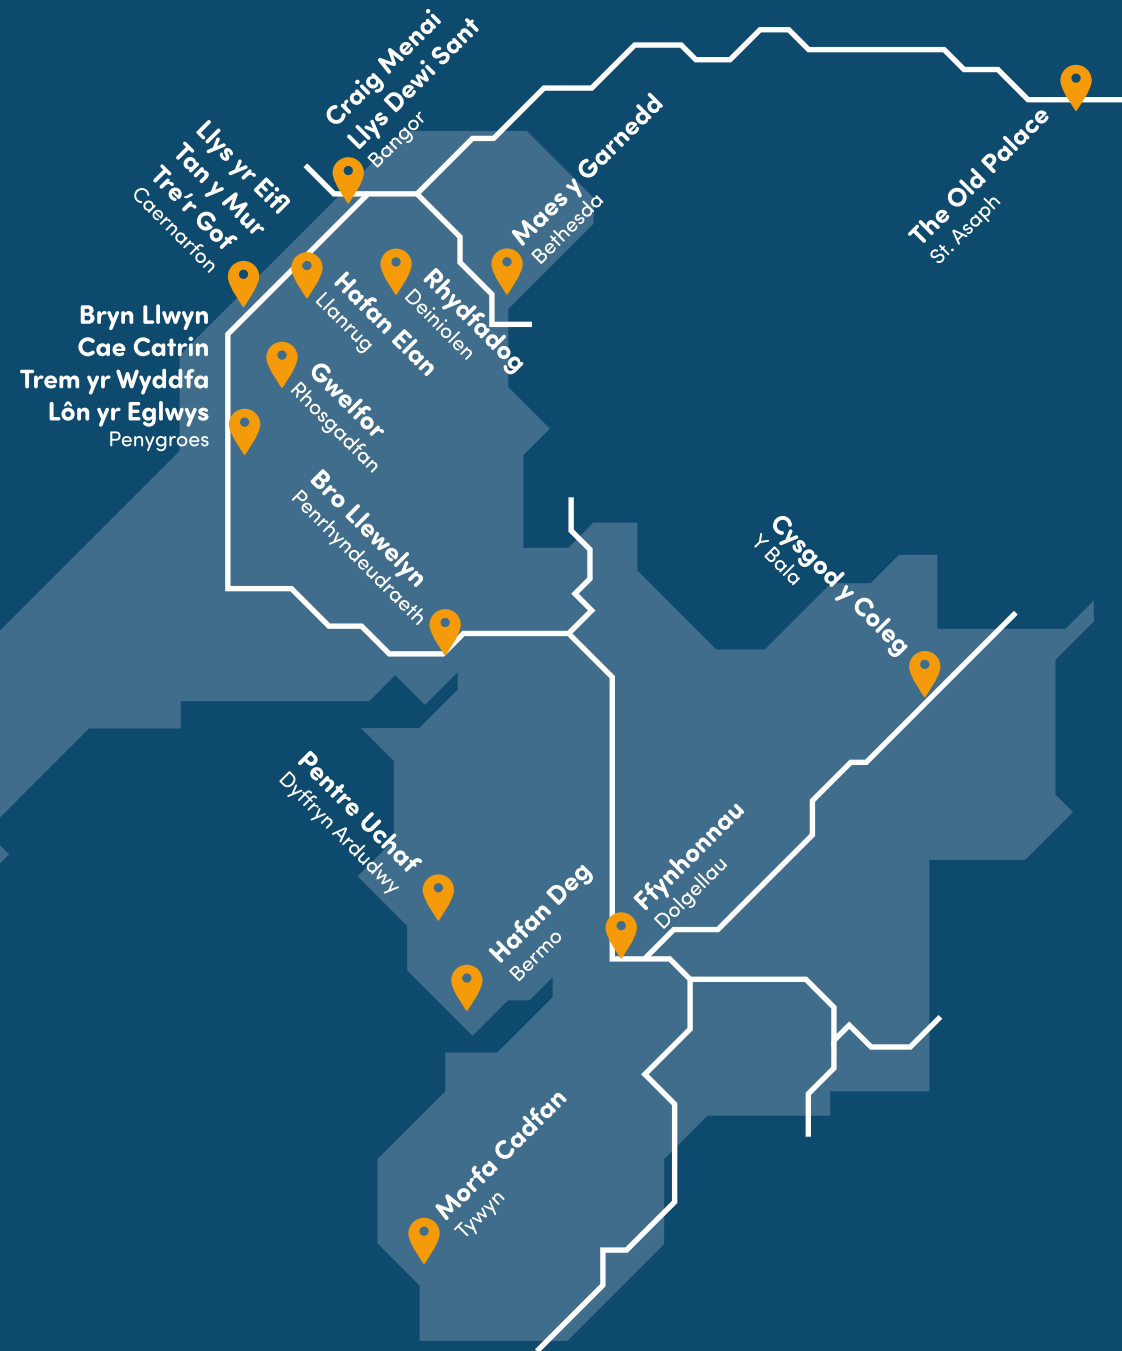 Craig Menai
Llys Dewi Sant
Bangor
Llys yr Eifl
Tan y Mur
Tre'r Gof
Caernarfon
Maes y Garnedd
Bethesda
The Old Palace
St. Asaph
Hafan Elan
Llanrug
Rhydfadog
Deiniolen
Bryn Llwyn
Cae Catrin
Trem yr Wyddfa
Lôn yr Eglwys
Penygroes
Gwelfor
Rhosgadfan
Bro Llewelyn
Penrhyndeudraeth
Cysgod y Coleg
Y Bala
Pentre Uchaf
Dyffryn Ardudwy
Hafan Deg
Bermo
Ffynhonnau
Dolgellau
Morfa Cadfan
Tywyn